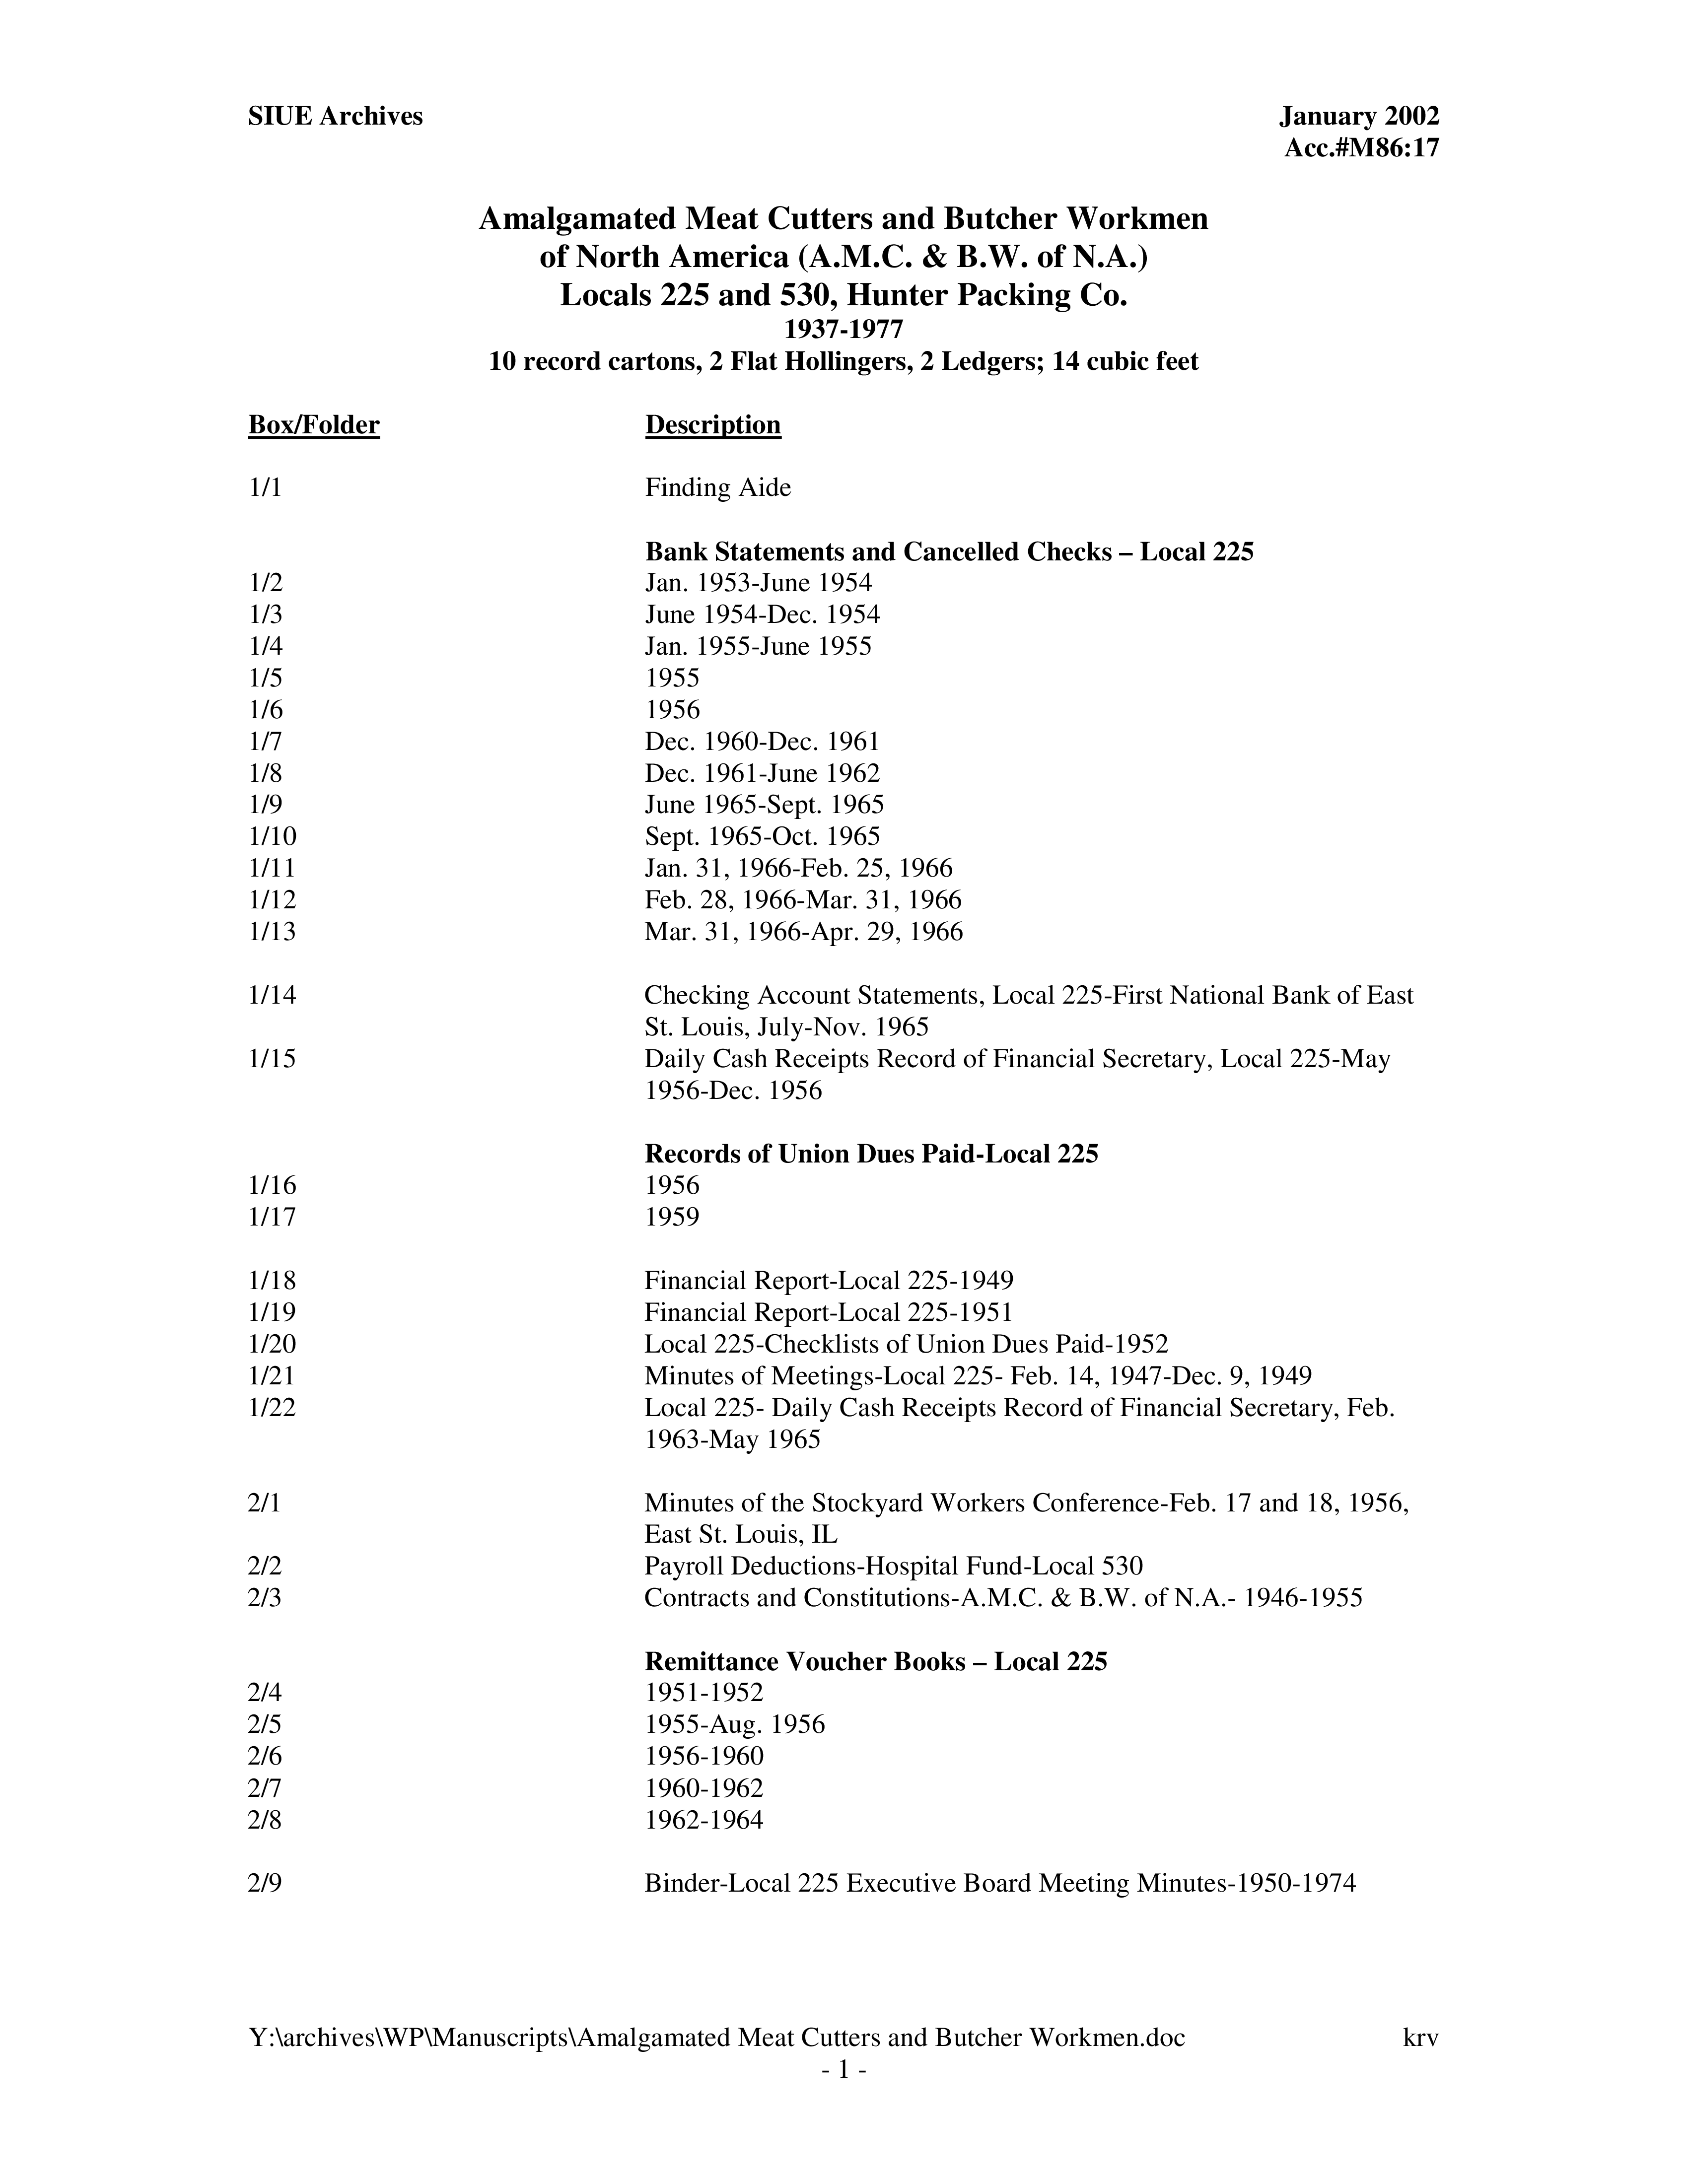 SIUE Archives January 2002
Acc.#M86:17
Amalgamated Meat Cutters and Butcher Workmen
of North America (A.M.C. & B.W. of N.A.)
Locals 225 and 530, Hunter Packing Co.
1937-1977
10 record cartons, 2 Flat Hollingers, 2 Ledgers; 14 cubic feet
Box/Folder Description
1/1 Finding Aide
Bank Statements and Cancelled Checks – Local 225
1/2 Jan. 1953-June 1954
1/3 June 1954-Dec. 1954
1/4 Jan. 1955-June 1955
1/5 1955
1/6 1956
1/7 Dec. 1960-Dec. 1961
1/8 Dec. 1961-June 1962
1/9 June 1965-Sept. 1965
1/10 Sept. 1965-Oct. 1965
1/11 Jan. 31, 1966-Feb. 25, 1966
1/12 Feb. 28, 1966-Mar. 31, 1966
1/13 Mar. 31, 1966-Apr. 29, 1966
1/14 Checking Account Statements, Local 225-First National Bank of East
St. Louis, July-Nov. 1965
1/15 Daily Cash Receipts Record of Financial Secretary, Local 225-May
1956-Dec. 1956
Records of Union Dues Paid-Local 225
1/16 1956
1/17 1959
1/18 Financial Report-Local 225-1949
1/19 Financial Report-Local 225-1951
1/20 Local 225-Checklists of Union Dues Paid-1952
1/21 Minutes of Meetings-Local 225- Feb. 14, 1947-Dec. 9, 1949
1/22 Local 225- Daily Cash Receipts Record of Financial Secretary, Feb.
1963-May 1965
2/1 Minutes of the Stockyard Workers Conference-Feb. 17 and 18, 1956,
East St. Louis, IL
2/2 Payroll Deductions-Hospital Fund-Local 530
2/3 Contracts and Constitutions-A.M.C. & B.W. of N.A.- 1946-1955
Remittance Voucher Books – Local 225
2/4 1951-1952
2/5 1955-Aug. 1956
2/6 1956-1960
2/7 1960-1962
2/8 1962-1964
2/9 Binder-Local 225 Executive Board Meeting Minutes-1950-1974
Y:\archives\WP\Manuscripts\Amalgamated Meat Cutters and Butcher Workmen.doc krv
- 1 -